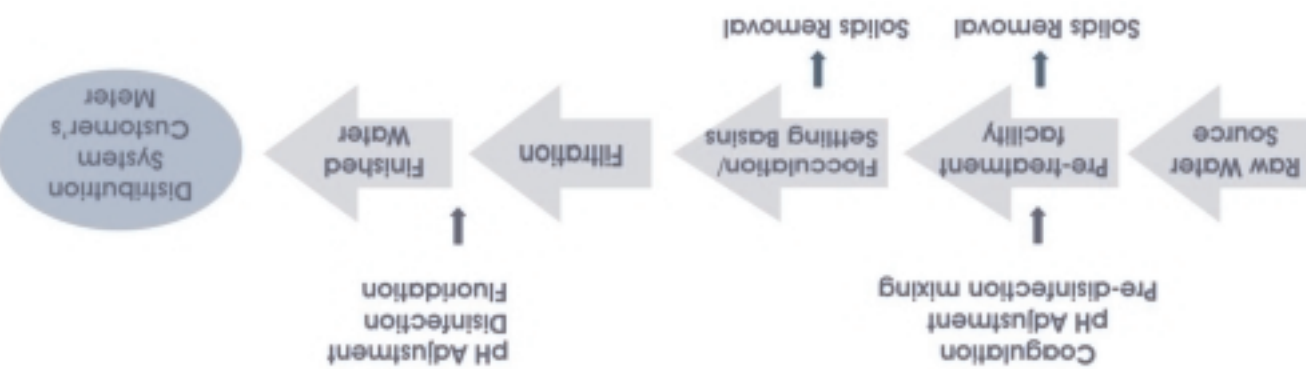 Coagulation
pH Adjustment
Pre-disinfection mixing
pH Adjustment
Disinfection
Fluoridation
Raw Water
Source
Pre-treatment
facility
Flocculation/
Settling Basins
Filtration
Finished
Water
Distribution
System
Customer's
Meter
Solids Removal
Solids Removal